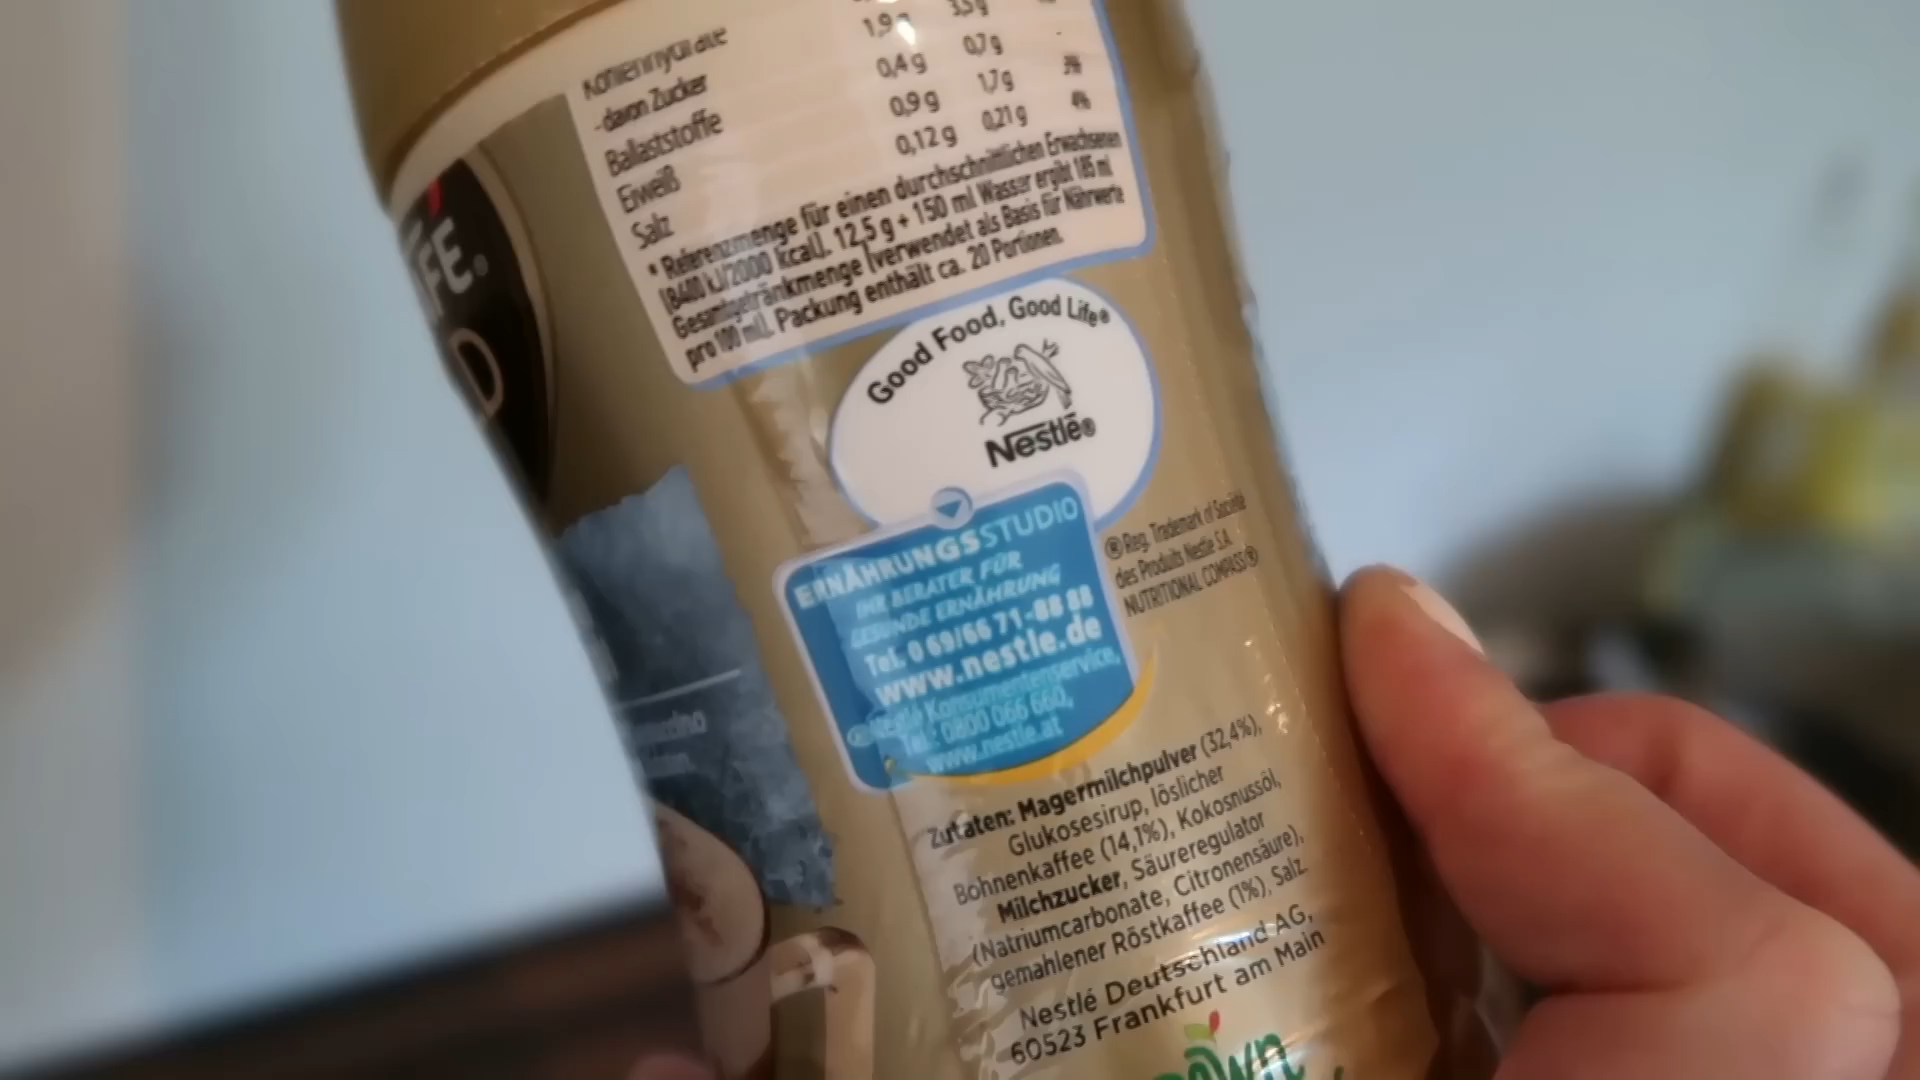 Kohlenhydrate
1,9 g 3,5 g
- davon Zucker
0,4 g 0,7 g
Ballaststoffe
0,9 g 1,7 g 3%
Eiweiß
0,12 g 0,21 g 4%
Salz
* Referenzmenge für einen durchschnittlichen Erwachsenen
(8400 kJ/2000 kcal). 12,5 g + 150 ml Wasser ergibt 185 ml
Gesamtgetränkmenge (verwendet als Basis für Nährwerte
pro 100 ml). Packung enthält ca. 20 Portionen.
FE®
D
Good Food, Good Life®
Nestlé®
ERNÄHRUNGSSTUDIO
IHR BERATER FÜR
GESUNDE ERNÄHRUNG
Tel. 0 69/66 71-88 88
www.nestle.de
Ⓐ Nestlé Konsumentenservice,
Tel.: 0800 066 660,
www.nestle.at
® Reg. Trademark of Société
des Produits Nestlé S.A.
NUTRITIONAL COMPASS®
Zutaten: Magermilchpulver (32,4%),
Glukosesirup, löslicher
Bohnenkaffee (14,1%), Kokosnussöl,
Milchzucker, Säureregulator
(Natriumcarbonate, Citronensäure),
gemahlener Röstkaffee (1%), Salz.
Nestlé Deutschland AG,
60523 Frankfurt am Main